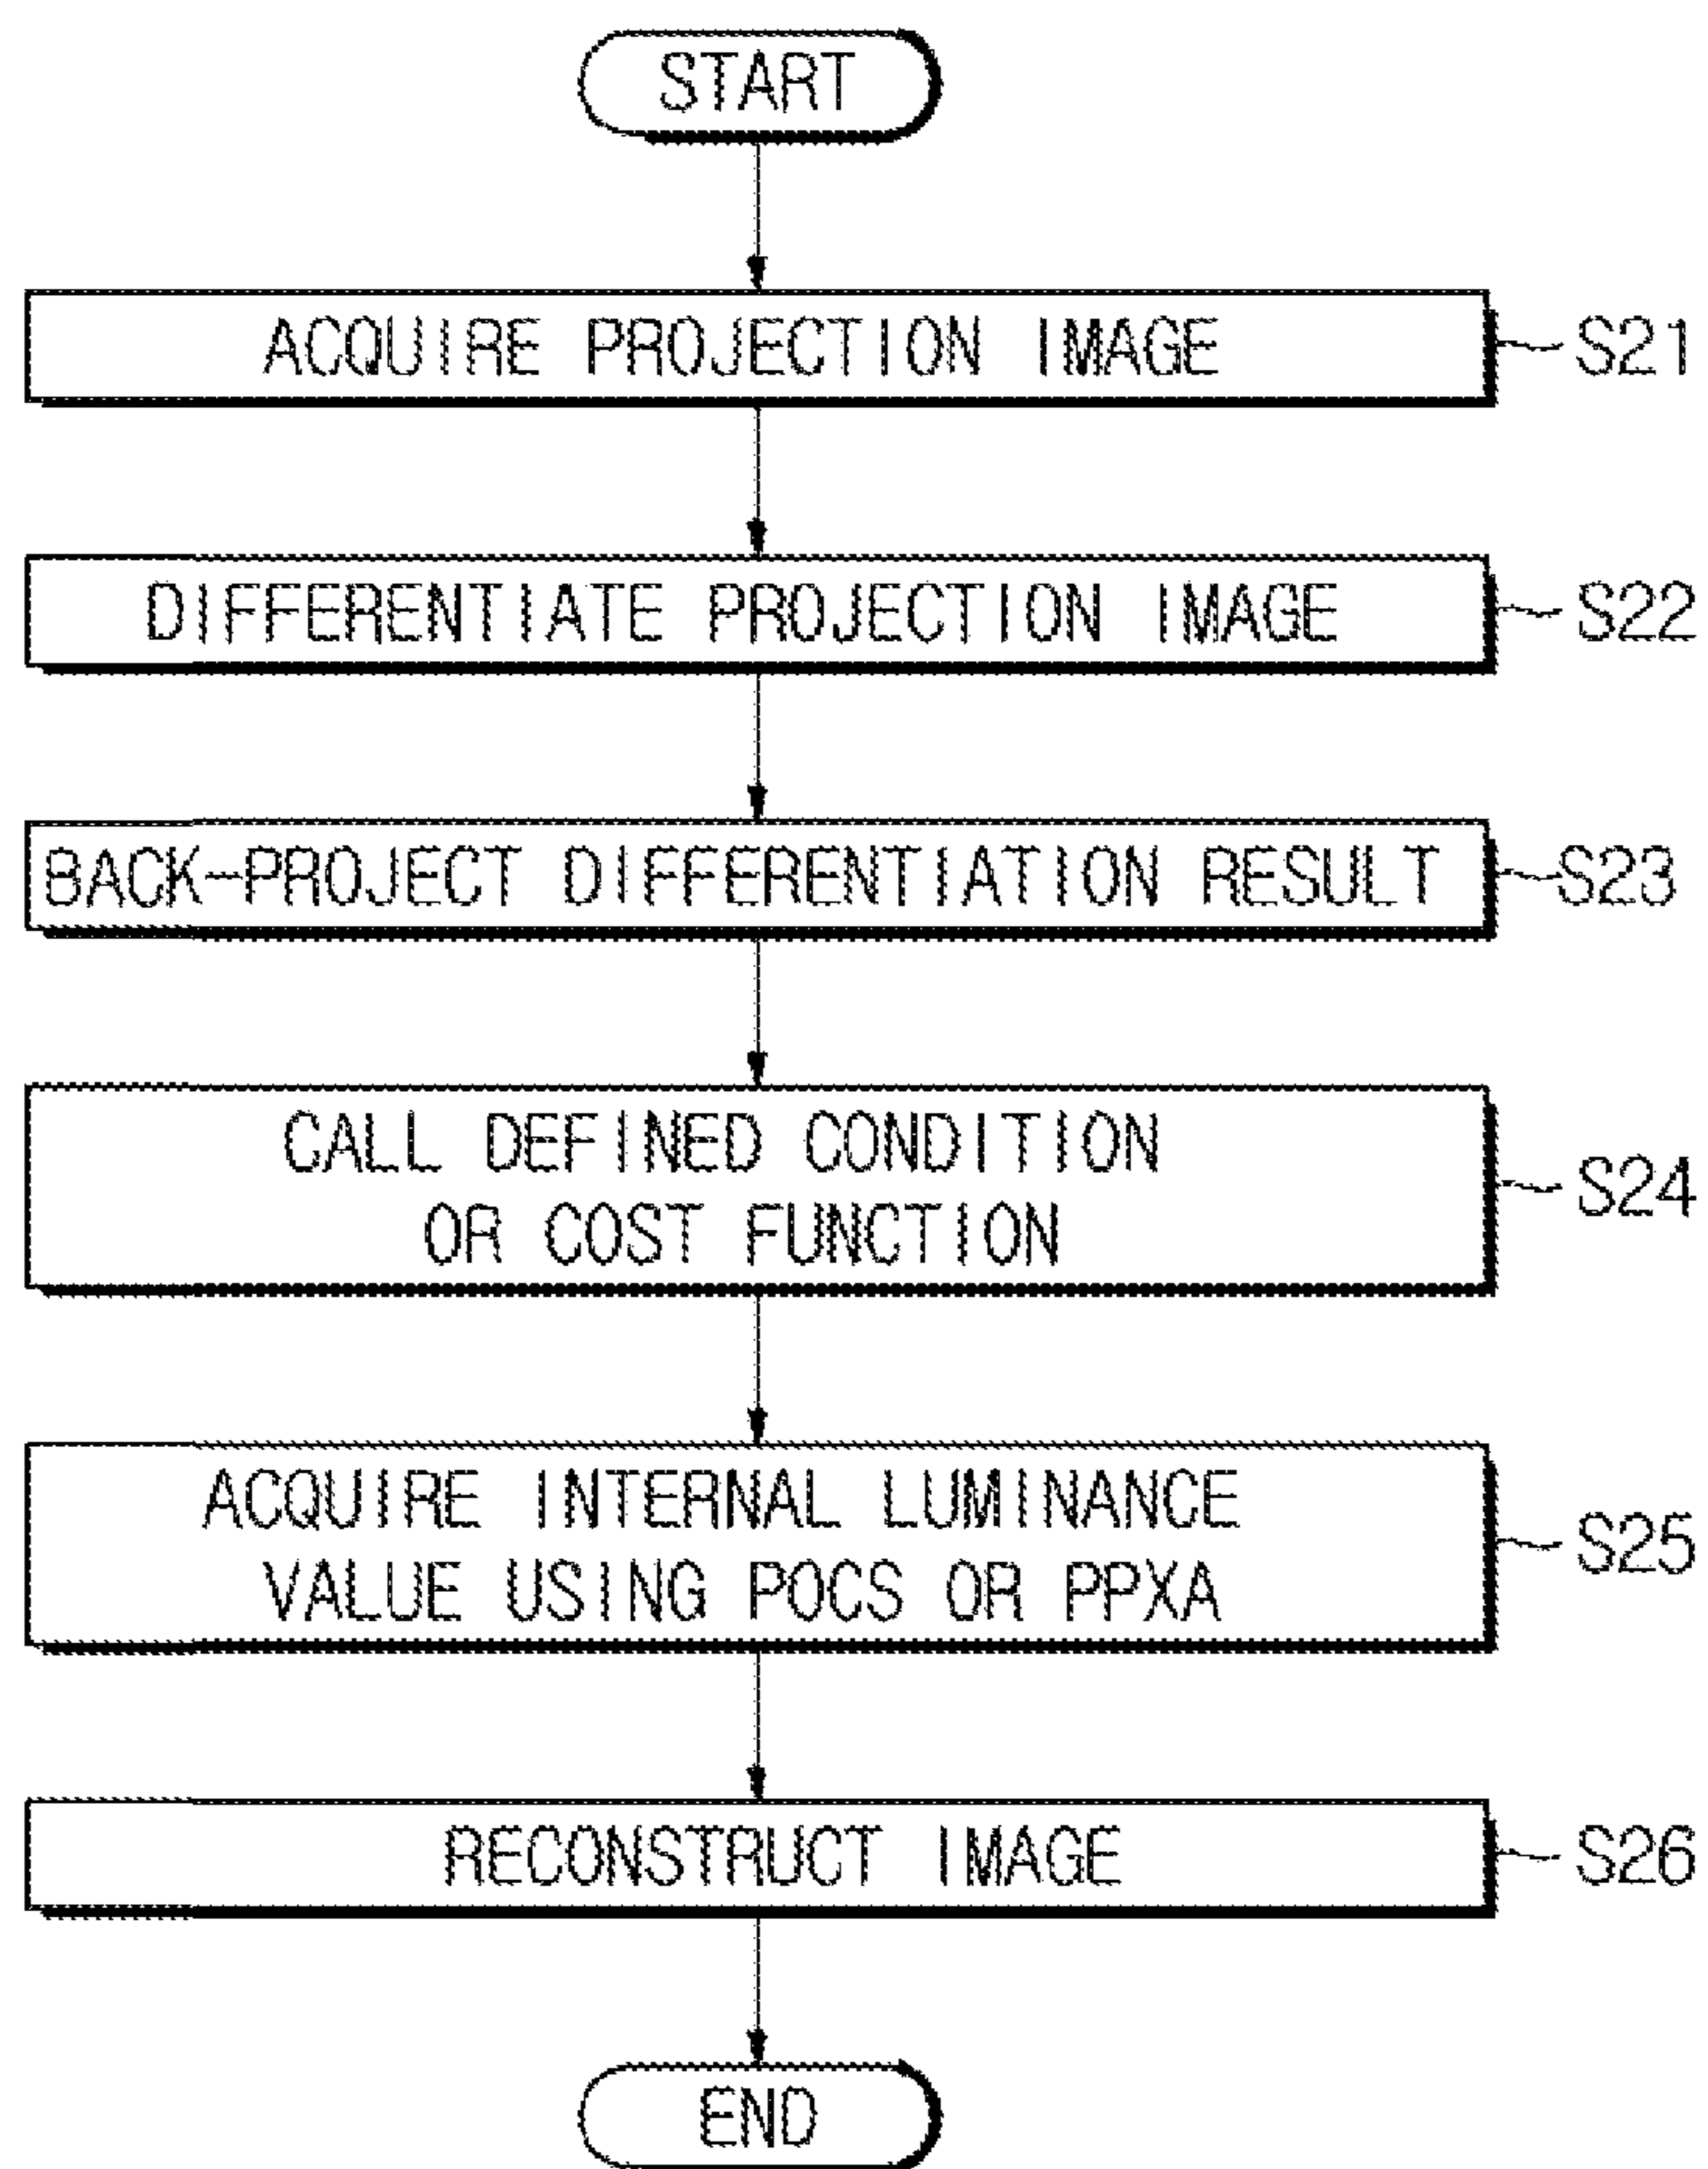 START
ACQUIRE PROJECTION IMAGE
S21
DIFFERENTIATE PROJECTION IMAGE
S22
BACK-PROJECT DIFFERENTIATION RESULT
S23
CALL DEFINED CONDITION
OR COST FUNCTION
S24
ACQUIRE INTERNAL LUMINANCE
VALUE USING POCS OR PPXA
S25
RECONSTRUCT IMAGE
S26
END